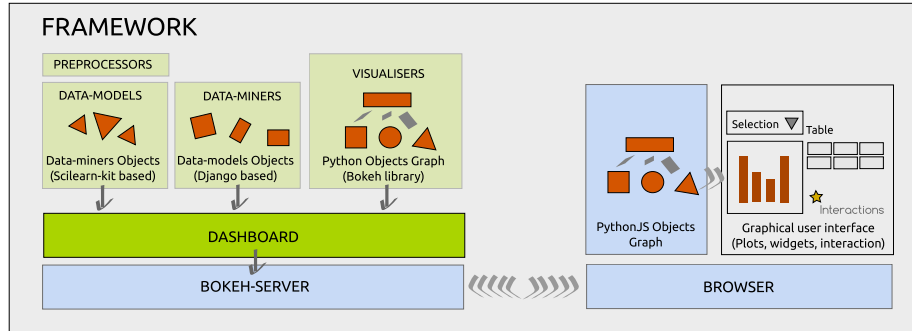 FRAMEWORK
PREPROCESSORS
DATA-MODELS
Data-miners Objects
(Scilearn-kit based)
DATA-MINERS
Data-models Objects
(Django based)
VISUALISERS
Python Objects Graph
(Bokeh library)
DASHBOARD
BOKEH-SERVER
PythonJS Objects
Graph
Selection
Table
Interactions
Graphical user interface
(Plots, widgets, interaction)
BROWSER